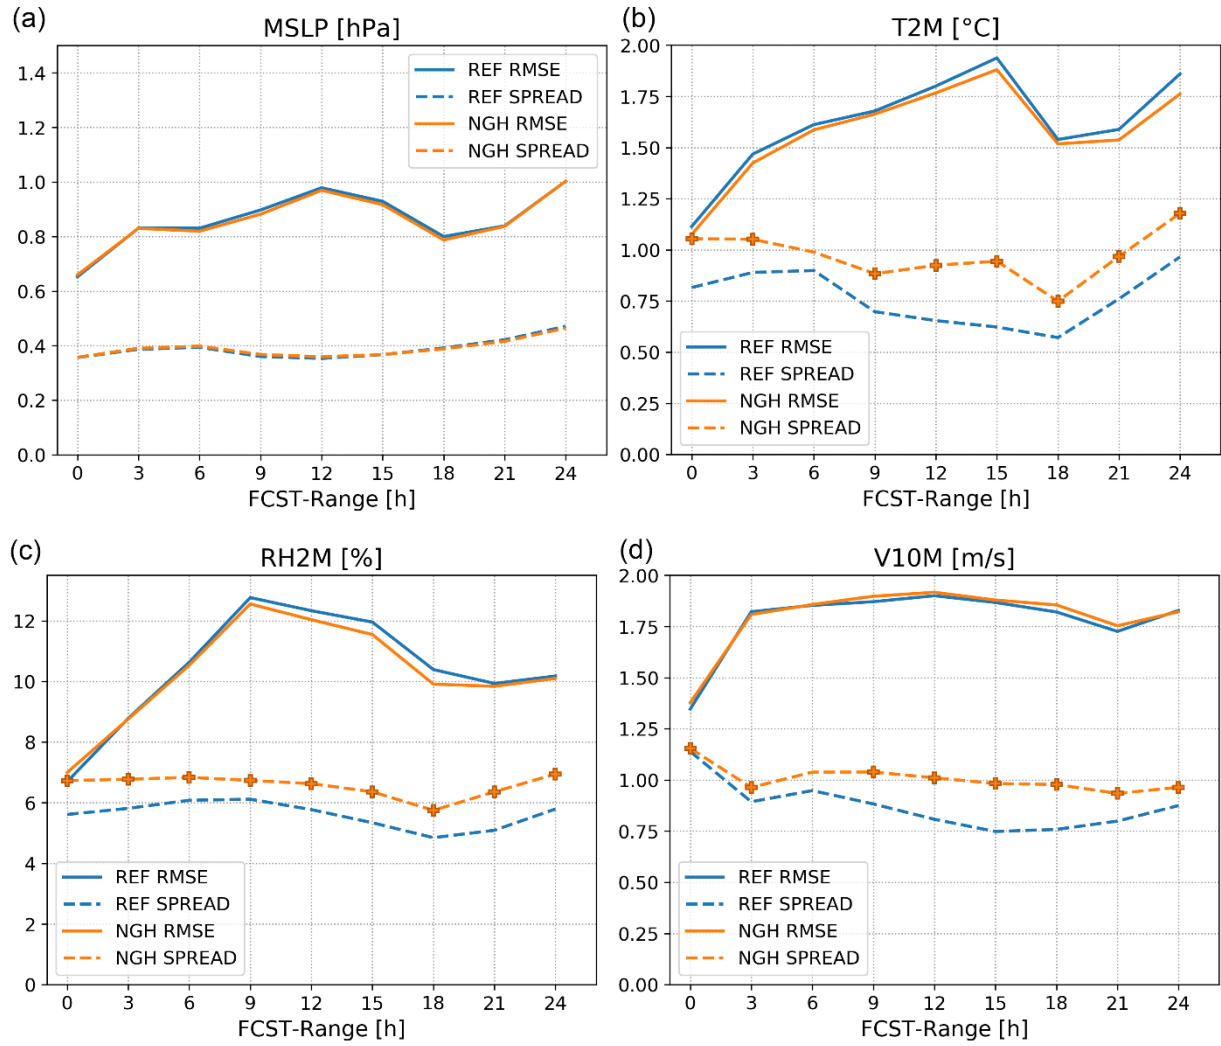 (a)
MSLP [hPa]
1.4
1.2
1.0
0.8
0.6
0.4
0.2
0.0
REF RMSE
REF SPREAD
NGH RMSE
NGH SPREAD
0 3 6 9 12 15 18 21 24
FCST-Range [h]
(b)
T2M [°C]
2.00
1.75
1.50
1.25
1.00
0.75
0.50
0.25
0.00
REF RMSE
REF SPREAD
NGH RMSE
NGH SPREAD
0 3 6 9 12 15 18 21 24
FCST-Range [h]
(c)
RH2M [%]
12
10
8
6
4
2
0
REF RMSE
REF SPREAD
NGH RMSE
NGH SPREAD
0 3 6 9 12 15 18 21 24
FCST-Range [h]
(d)
V10M [m/s]
2.00
1.75
1.50
1.25
1.00
0.75
0.50
0.25
0.00
REF RMSE
REF SPREAD
NGH RMSE
NGH SPREAD
0 3 6 9 12 15 18 21 24
FCST-Range [h]